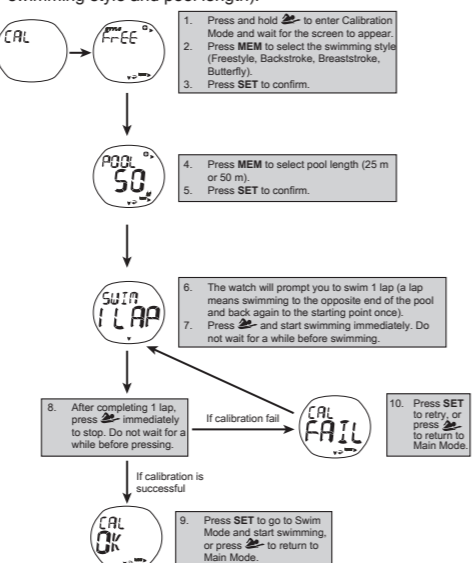 swimming style and pool length).
CAL
FrEE
1. Press and hold to enter Calibration
Mode and wait for the screen to appear.
2. Press MEM to select the swimming style
(Freestyle, Backstroke, Breaststroke,
Butterfly).
3. Press SET to confirm.
POOL
50
4. Press MEM to select pool length (25 m
or 50 m).
5. Press SET to confirm.
SWIM
1 LAP
6. The watch will prompt you to swim 1 lap (a lap
means swimming to the opposite end of the pool
and back again to the starting point once).
7. Press and start swimming immediately. Do
not wait for a while before swimming.
8. After completing 1 lap,
press immediately
to stop. Do not wait for a
while before pressing.
If calibration fail
CAL
FAIL
10. Press SET
to retry, or
press
to return to
Main Mode.
If calibration is
successful
CAL
OK
9. Press SET to go to Swim
Mode and start swimming,
or press to return to
Main Mode.